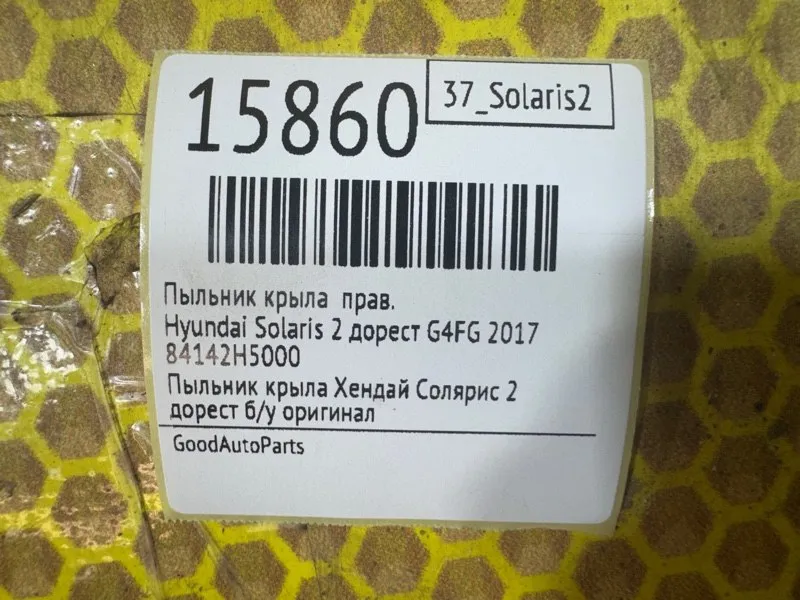 15860
37_Solaris2
Пыльник крыла прав.
Hyundai Solaris 2 дорест G4FG 2017
84142H5000
Пыльник крыла Хендай Солярис 2
дорест б/у оригинал
GoodAutoParts